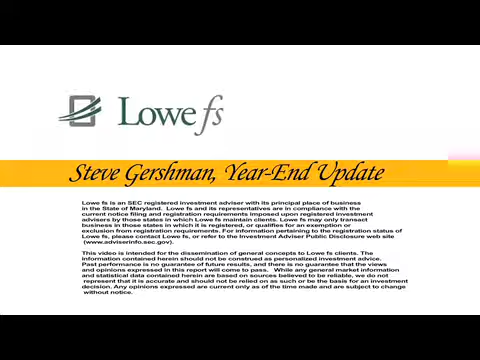 Lowe fs
Steve Gershman, Year-End Update
Lowe fs is an SEC registered investment adviser with its principal place of business
in the State of Maryland. Lowe fs and its representatives are in compliance with the
current notice filing and registration requirements imposed upon registered investment
advisers by those states in which Lowe fs maintain clients. Lowe fs may only transact
business in those states in which it is registered, or qualifies for an exemption or
exclusion from registration requirements. For information pertaining to the registration status of
Lowe fs, please contact Lowe fs, or refer to the Investment Adviser Public Disclosure web site
(www.adviserinfo.sec.gov).
This video is intended for the dissemination of general concepts to Lowe fs clients. The
information contained herein should not be construed as personalized investment advice.
Past performance is no guarantee of future results, and there is no guarantee that the views
and opinions expressed in this report will come to pass. While any general market information
and statistical data contained herein are based on sources believed to be reliable, we do not
represent that it is accurate and should not be relied on as such or be the basis for an investment
decision. Any opinions expressed are current only as of the time made and are subject to change
without notice.